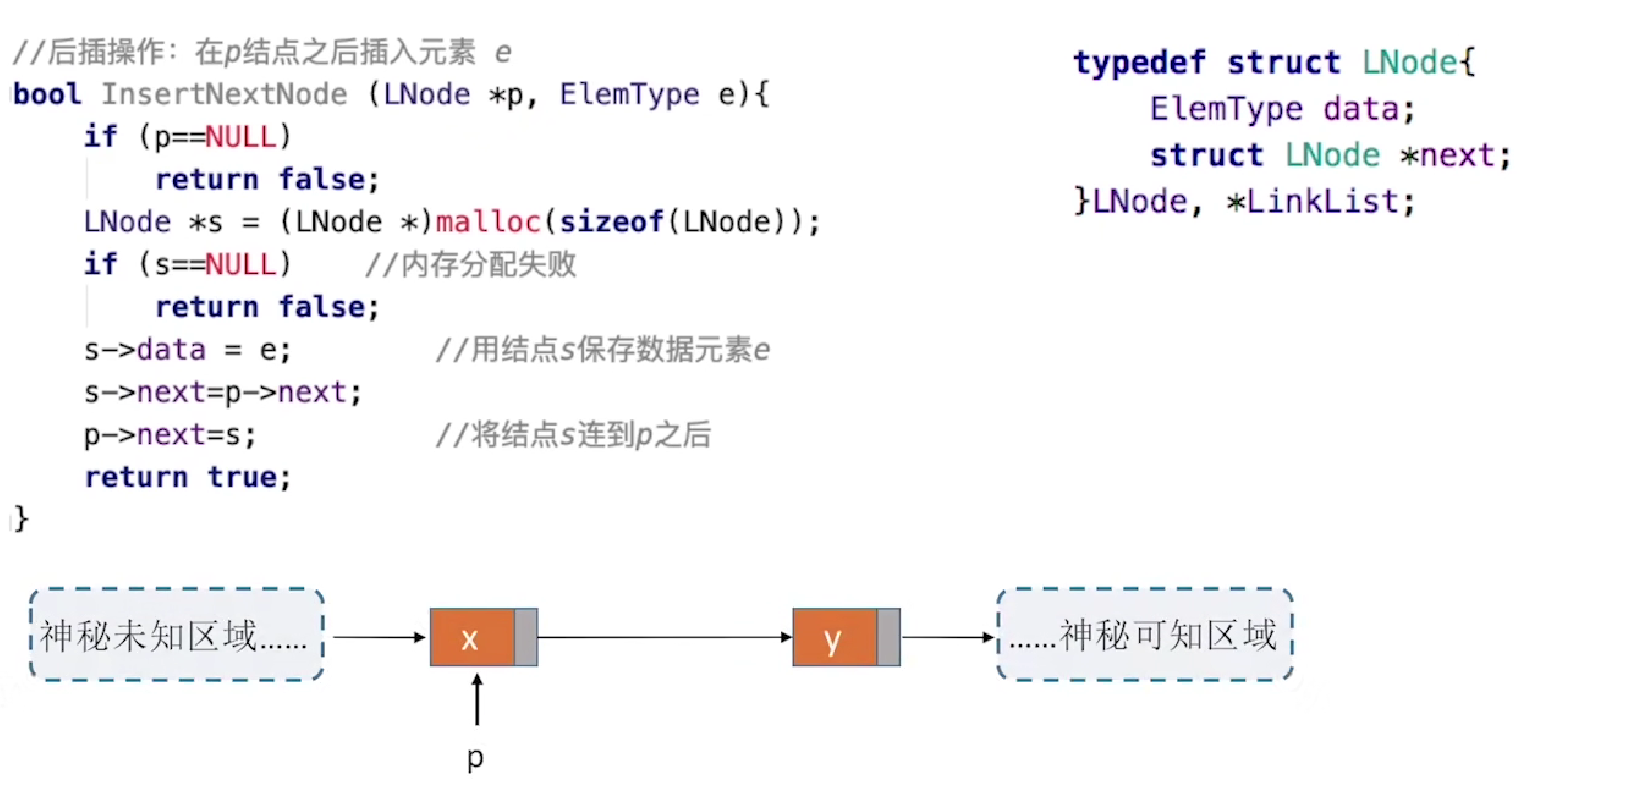 //后插操作：在p结点之后插入元素 e
bool InsertNextNode (LNode *p, ElemType e){
    if (p==NULL)
        return false;
    LNode *s = (LNode *)malloc(sizeof(LNode));
    if (s==NULL)    //内存分配失败
        return false;
    s->data = e;        //用结点s保存数据元素e
    s->next=p->next;
    p->next=s;          //将结点s连到p之后
    return true;
}
typedef struct LNode{
    ElemType data;
    struct LNode *next;
}LNode, *LinkList;
神秘未知区域......
x
y
......神秘可知区域
p